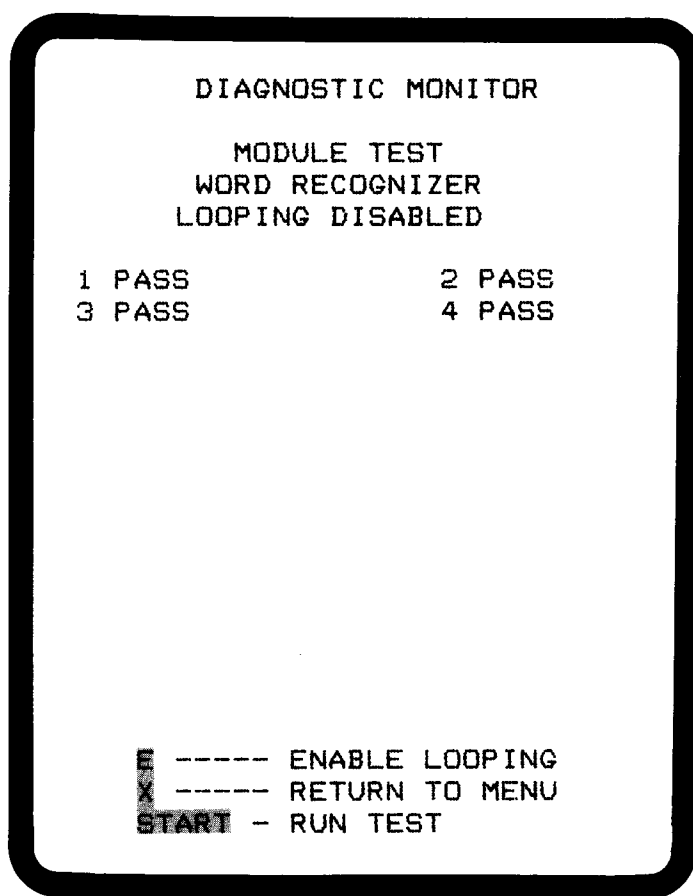 DIAGNOSTIC MONITOR
MODULE TEST
WORD RECOGNIZER
LOOPING DISABLED
1 PASS 2 PASS
3 PASS 4 PASS
E ----- ENABLE LOOPING
X ----- RETURN TO MENU
START - RUN TEST